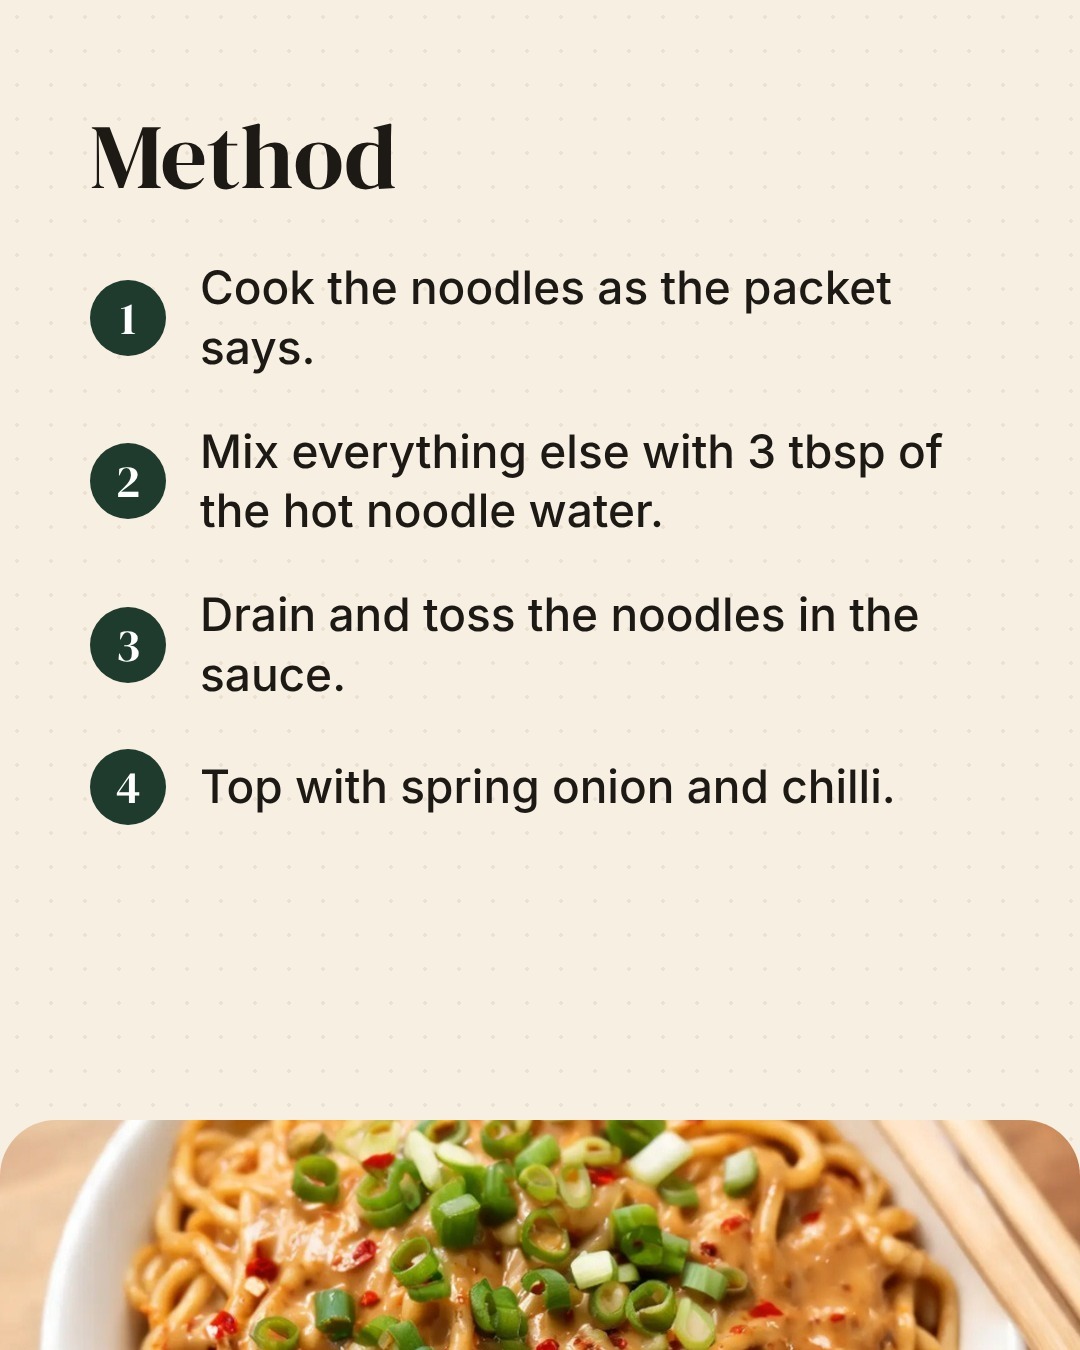 Method
1 Cook the noodles as the packet
says.
2 Mix everything else with 3 tbsp of
the hot noodle water.
3 Drain and toss the noodles in the
sauce.
4 Top with spring onion and chilli.